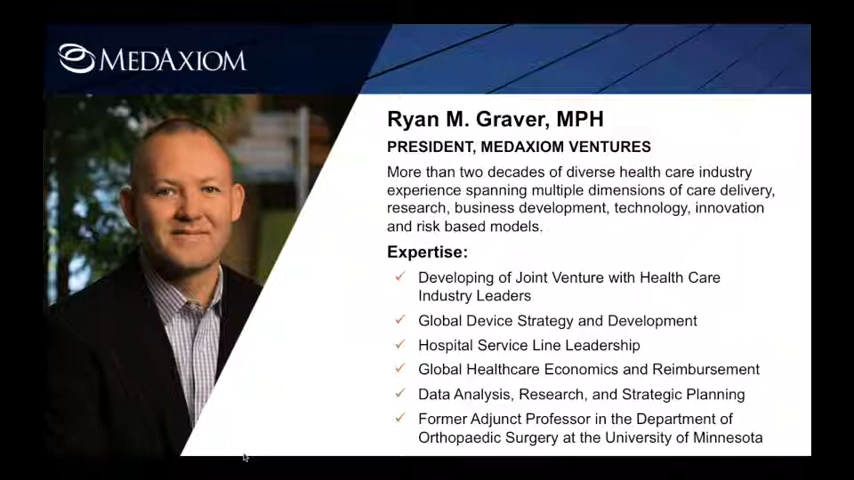 MEDAXIOM
Ryan M. Graver, MPH
PRESIDENT, MEDAXIOM VENTURES
More than two decades of diverse health care industry
experience spanning multiple dimensions of care delivery,
research, business development, technology, innovation
and risk based models.
Expertise:
Developing of Joint Venture with Health Care
Industry Leaders
Global Device Strategy and Development
Hospital Service Line Leadership
Global Healthcare Economics and Reimbursement
Data Analysis, Research, and Strategic Planning
Former Adjunct Professor in the Department of
Orthopaedic Surgery at the University of Minnesota